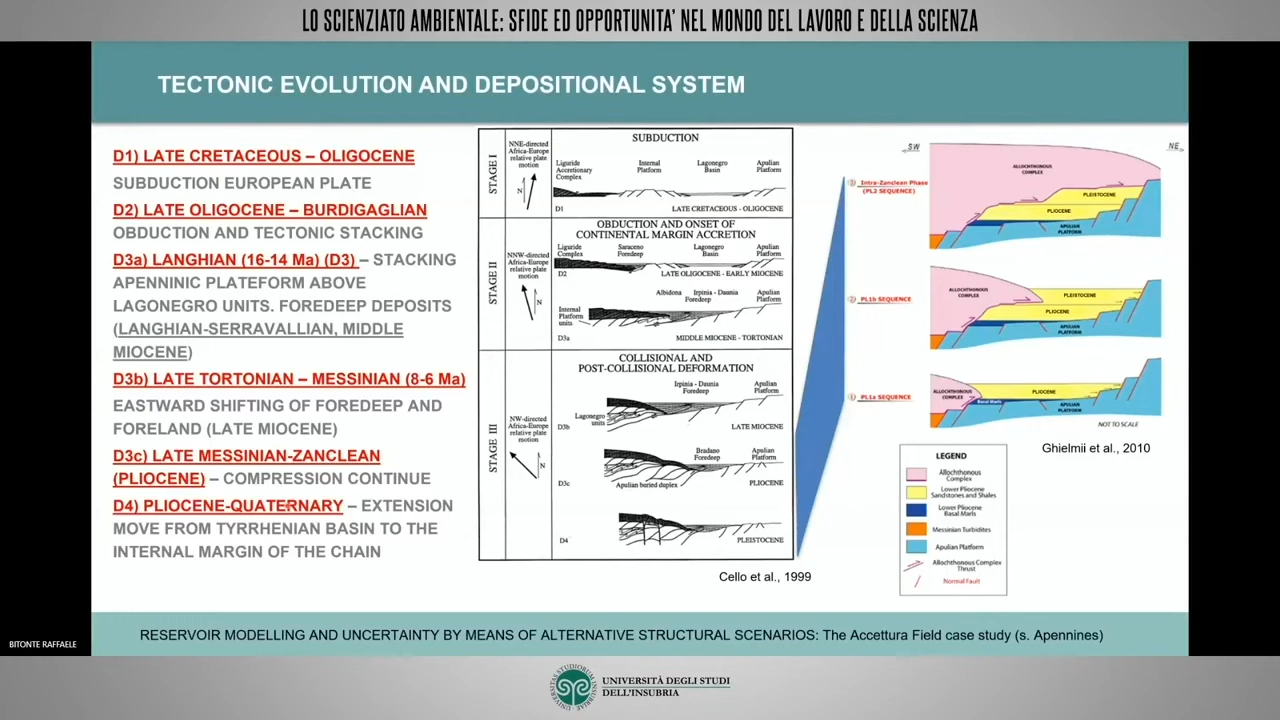 LO SCIENZIATO AMBIENTALE: SFIDE ED OPPORTUNITA' NEL MONDO DEL LAVORO E DELLA SCIENZA
TECTONIC EVOLUTION AND DEPOSITIONAL SYSTEM
D1) LATE CRETACEOUS – OLIGOCENE
SUBDUCTION EUROPEAN PLATE
D2) LATE OLIGOCENE – BURDIGAGLIAN
OBDUCTION AND TECTONIC STACKING
D3a) LANGHIAN (16-14 Ma) (D3) – STACKING
APENNINIC PLATEFORM ABOVE
LAGONEGRO UNITS. FOREDEEP DEPOSITS
(LANGHIAN-SERRAVALLIAN, MIDDLE
MIOCENE)
D3b) LATE TORTONIAN – MESSINIAN (8-6 Ma)
EASTWARD SHIFTING OF FOREDEEP AND
FORELAND (LATE MIOCENE)
D3c) LATE MESSINIAN-ZANCLEAN
(PLIOCENE) – COMPRESSION CONTINUE
D4) PLIOCENE-QUATERNARY – EXTENSION
MOVE FROM TYRHENIAN BASIN TO THE
INTERNAL MARGIN OF THE CHAIN
STAGE I
NNE-directed
Africa-Europe
relative plate
motion
N
SUBDUCTION
Liguride
Accretionary
Complex
Internal
Platform
Lagonegro
Basin
Apulian
Platform
D1
LATE CRETACEOUS - OLIGOCENE
STAGE II
NNW-directed
Africa-Europe
relative plate
motion
N
OBDUCTION AND ONSET OF
CONTINENTAL MARGIN ACCRETION
Liguride
Complex
Saraceno
Foredeep
Lagonegro
Basin
Apulian
Platform
D2
LATE OLIGOCENE - EARLY MIOCENE
Albidona
Irpinia - Daunia
Foredeep
Apulian
Platform
Internal
Platform
units
D3a
MIDDLE MIOCENE - TORTONIAN
STAGE III
NW-directed
Africa-Europe
relative plate
motion
N
COLLISIONAL AND
POST-COLLISIONAL DEFORMATION
Irpinia - Daunia
Foredeep
Apulian
Platform
Lagonegro
units
D3b
LATE MIOCENE
Bradano
Foredeep
Apulian
Platform
Apulian buried duplex
D3c
PLIOCENE
D4
PLEISTOCENE
Cello et al., 1999
SW
NE
3 Intra-Zanclean Phase
(PL2 SEQUENCE)
ALLOCHTHONOUS
COMPLEX
PLEISTOCENE
PLIOCENE
APULIAN
PLATFORM
2 PL1b SEQUENCE
ALLOCHTHONOUS
COMPLEX
PLEISTOCENE
PLIOCENE
APULIAN
PLATFORM
1 PL1a SEQUENCE
ALLOCHTHONOUS
COMPLEX
PLIOCENE
Basal Marls
APULIAN
PLATFORM
NOT TO SCALE
Ghielmii et al., 2010
LEGEND
Allochthonous
Complex
Lower Pliocene
Sandstones and Shales
Lower Pliocene
Basal Marls
Messinian Turbidites
Apulian Platform
Allochthonous Complex
Thrust
Normal Fault
RESERVOIR MODELLING AND UNCERTAINTY BY MEANS OF ALTERNATIVE STRUCTURAL SCENARIOS: The Accettura Field case study (s. Apennines)
BITONTE RAFFAELE
UNIVERSITÀ DEGLI STUDI
DELL'INSUBRIA